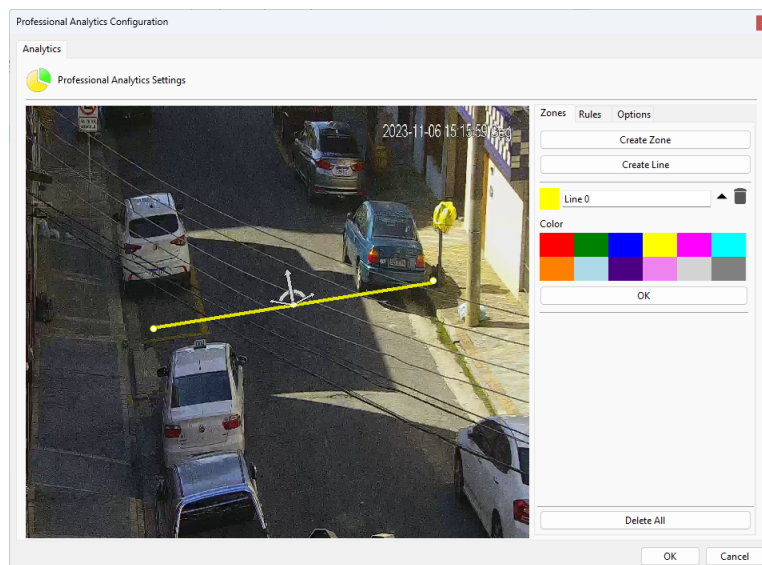 Professional Analytics Configuration
Analytics
Professional Analytics Settings
2023-11-06 15:15:59
Zones Rules Options
Create Zone
Create Line
Line 0
Color
OK
Delete All
OK Cancel